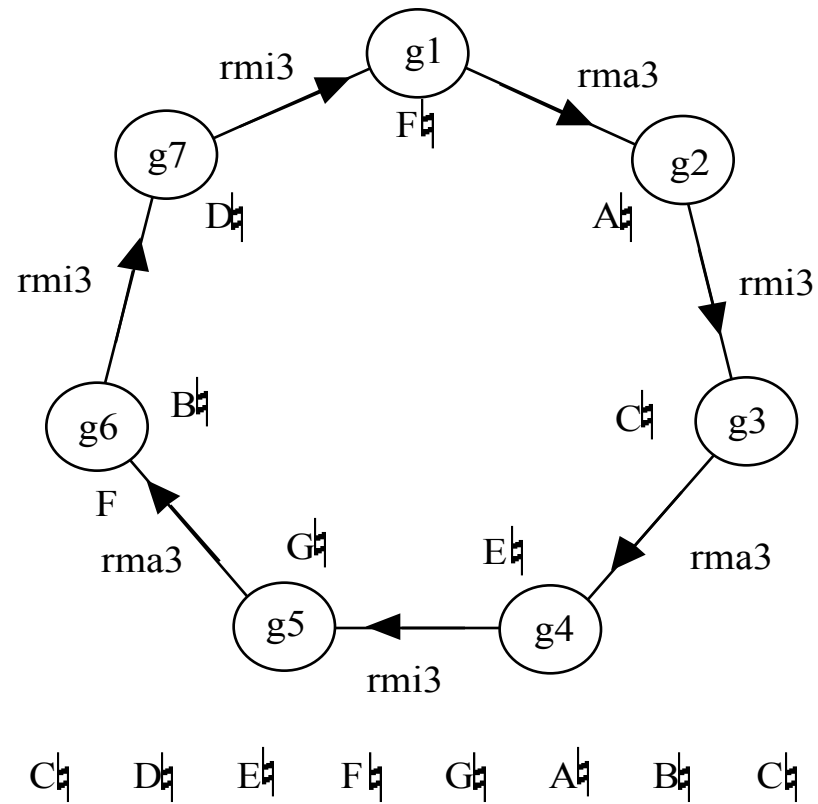 g1
rmi3
rma3
F♮
g7
g2
D♮
A♮
rmi3
rmi3
B♮
C♮
g6
g3
F
G♮
E♮
rma3
rma3
g5
g4
rmi3
C♮ D♮ E♮ F♮ G♮ A♮ B♮ C♮